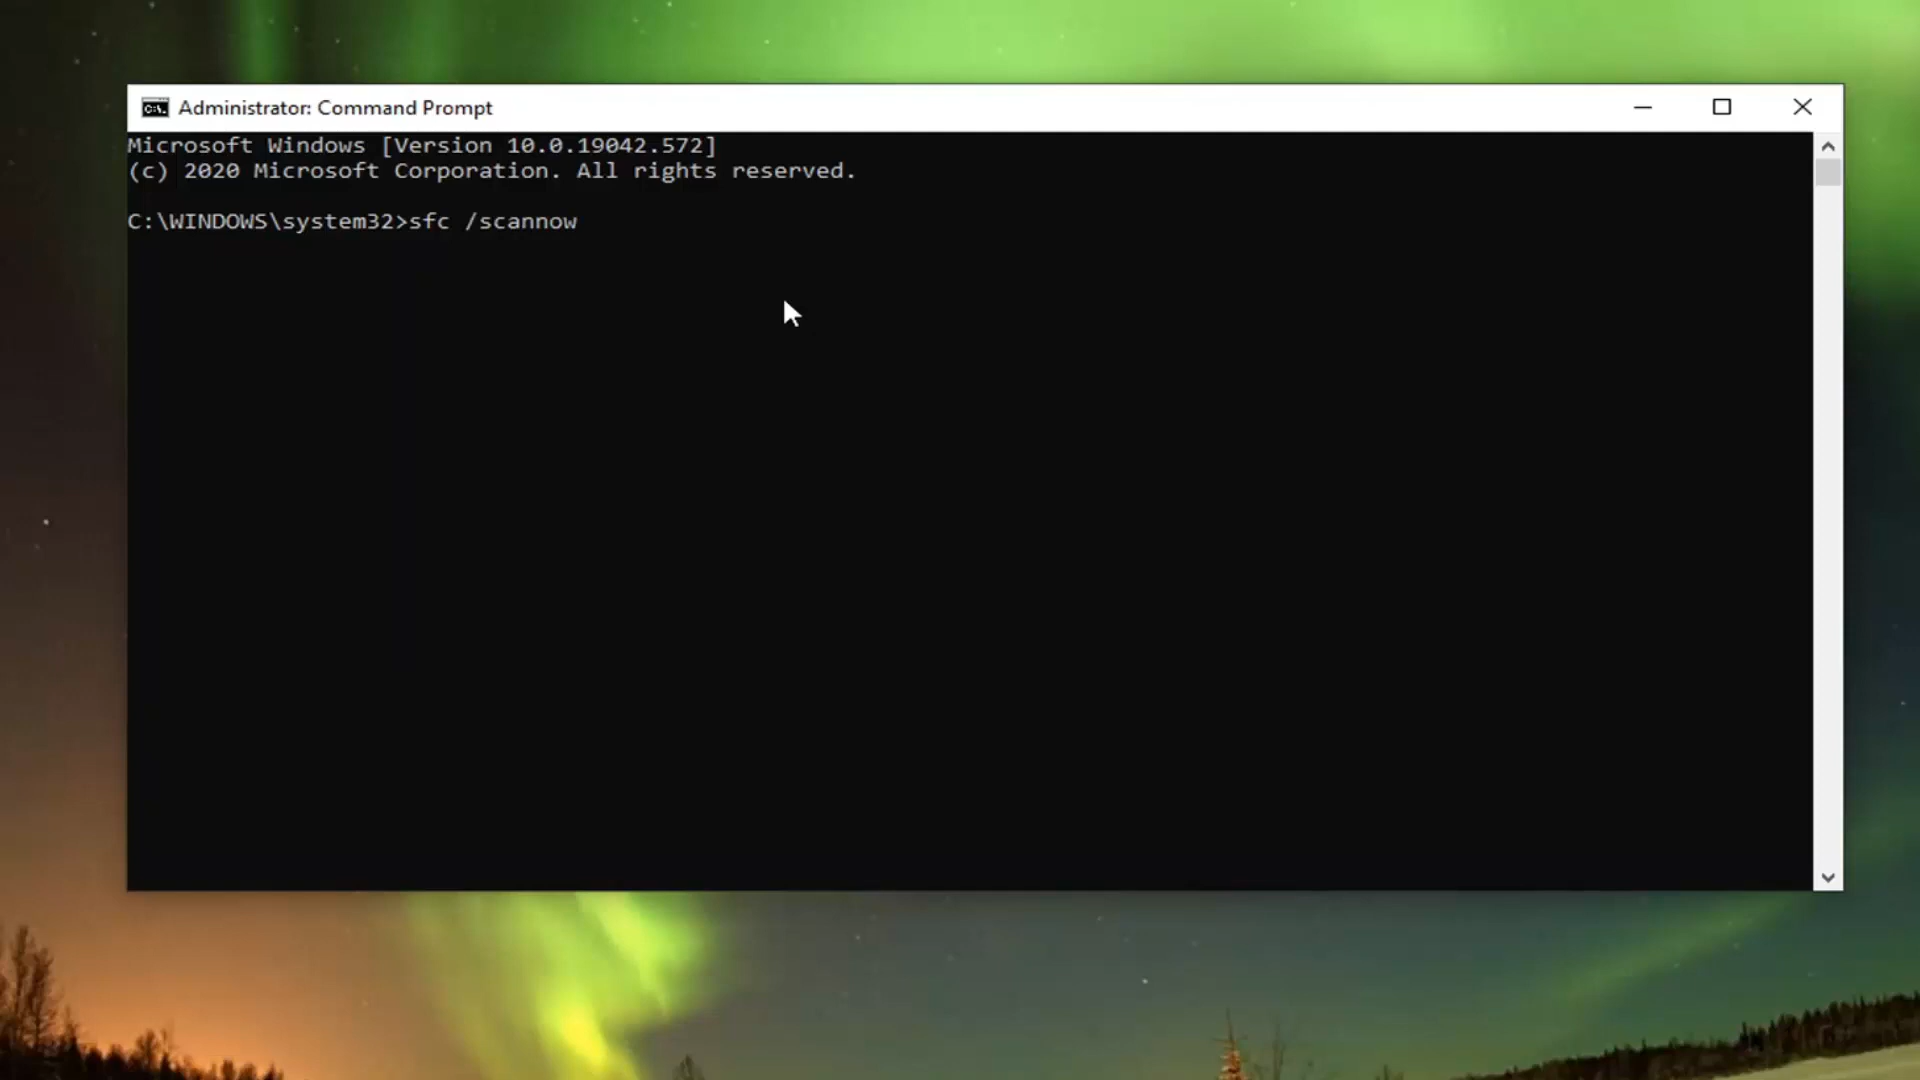 Administrator: Command Prompt
Microsoft Windows [Version 10.0.19042.572]
(c) 2020 Microsoft Corporation. All rights reserved.
C:\WINDOWS\system32>sfc /scannow